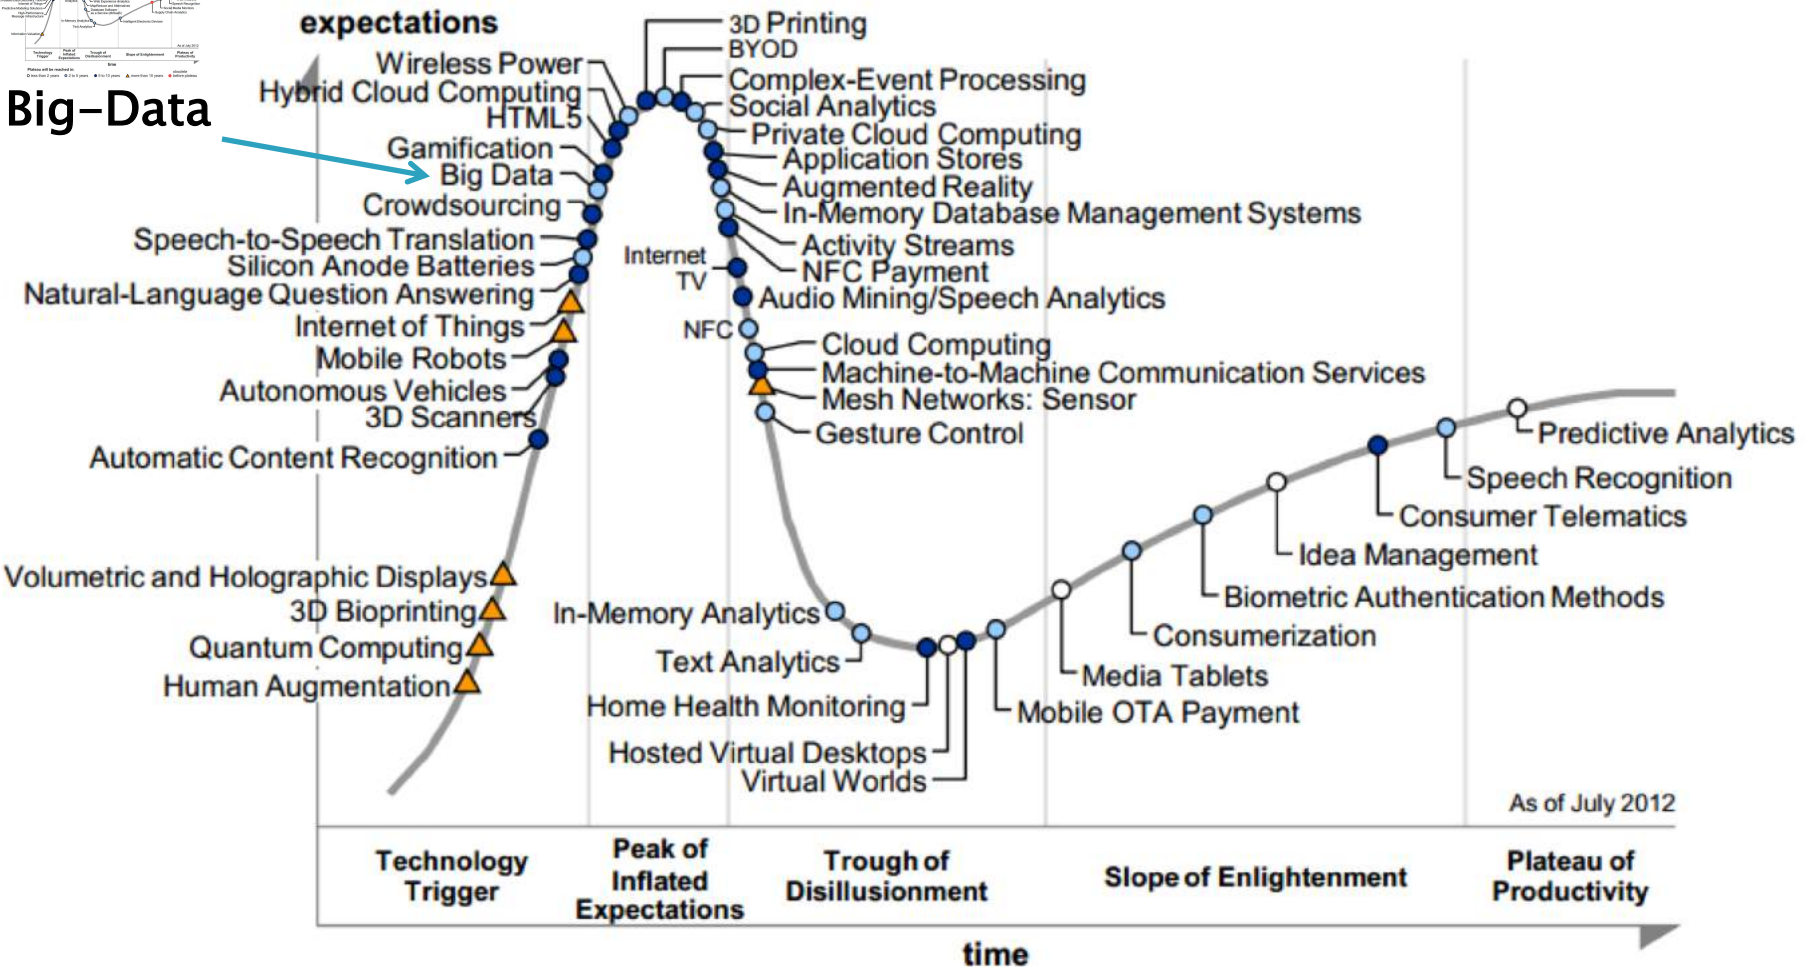 expectations
Big-Data
3D Printing
BYOD
Wireless Power
Complex-Event Processing
Hybrid Cloud Computing
Social Analytics
HTML5
Private Cloud Computing
Gamification
Application Stores
Big Data
Augmented Reality
Crowdsourcing
In-Memory Database Management Systems
Speech-to-Speech Translation
Activity Streams
Silicon Anode Batteries
Internet
TV
NFC Payment
Natural-Language Question Answering
Audio Mining/Speech Analytics
Internet of Things
NFC
Cloud Computing
Mobile Robots
Machine-to-Machine Communication Services
Autonomous Vehicles
Mesh Networks: Sensor
3D Scanners
Gesture Control
Predictive Analytics
Automatic Content Recognition
Speech Recognition
Consumer Telematics
Idea Management
Volumetric and Holographic Displays
Biometric Authentication Methods
3D Bioprinting
In-Memory Analytics
Consumerization
Quantum Computing
Text Analytics
Media Tablets
Human Augmentation
Home Health Monitoring
Mobile OTA Payment
Hosted Virtual Desktops
Virtual Worlds
As of July 2012
Technology
Trigger
Peak of
Inflated
Expectations
Trough of
Disillusionment
Slope of Enlightenment
Plateau of
Productivity
time